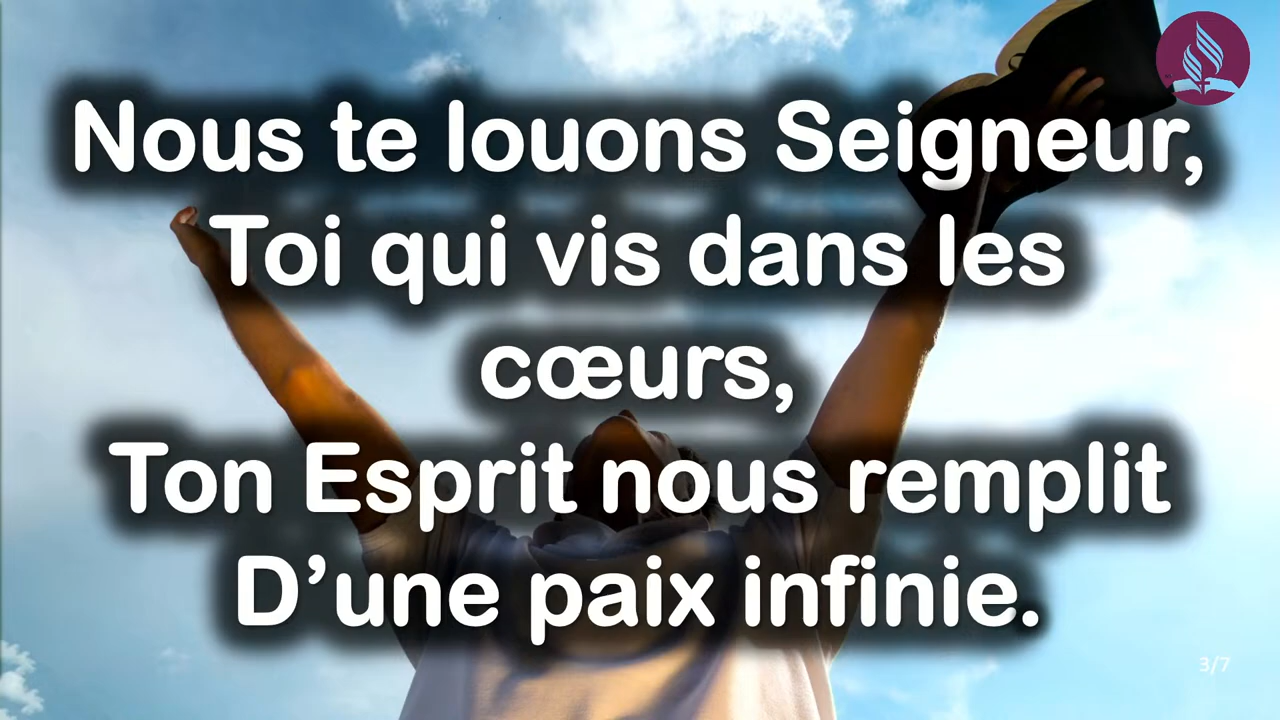 Nous te louons Seigneur,
Toi qui vis dans les
cœurs,
Ton Esprit nous remplit
D’une paix infinie.
3/7